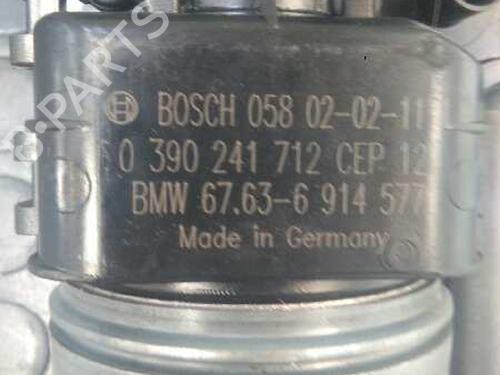 B-PARTS
BOSCH 058 02-02-11
0 390 241 712 CEP 12
BMW 67.63-6 914 577
Made in Germany